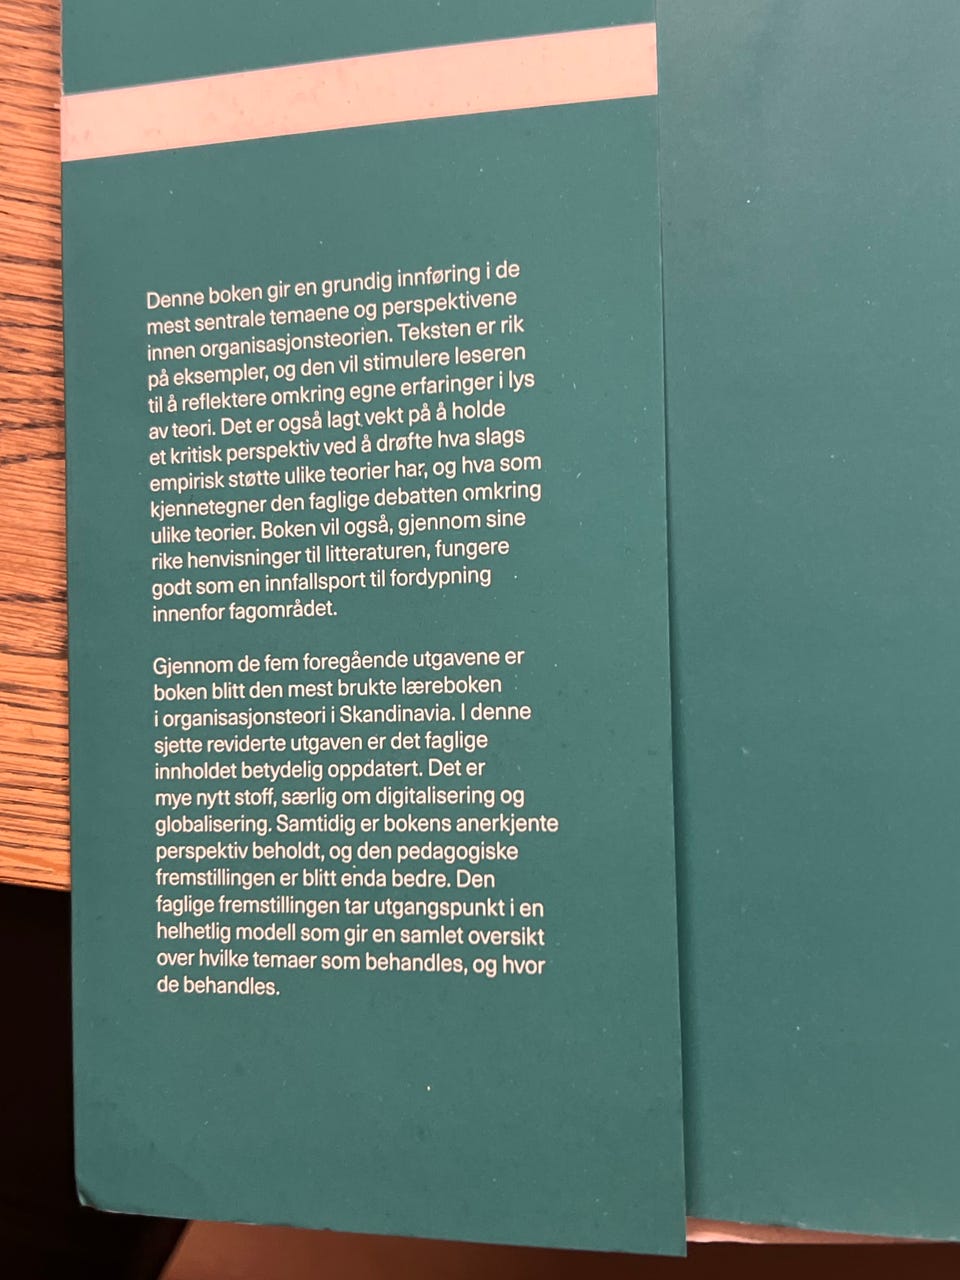 Denne boken gir en grundig innføring i de
mest sentrale temaene og perspektivene
innen organisasjonsteorien. Teksten er rik
på eksempler, og den vil stimulere leseren
til å reflektere omkring egne erfaringer i lys
av teori. Det er også lagt vekt på å holde
et kritisk perspektiv ved å drøfte hva slags
empirisk støtte ulike teorier har, og hva som
kjennetegner den faglige debatten omkring
ulike teorier. Boken vil også, gjennom sine
rike henvisninger til litteraturen, fungere
godt som en innfallsport til fordypning
innenfor fagområdet.
Gjennom de fem foregående utgavene er
boken blitt den mest brukte læreboken
i organisasjonsteori i Skandinavia. I denne
sjette reviderte utgaven er det faglige
innholdet betydelig oppdatert. Det er
mye nytt stoff, særlig om digitalisering og
globalisering. Samtidig er bokens anerkjente
perspektiv beholdt, og den pedagogiske
fremstillingen er blitt enda bedre. Den
faglige fremstillingen tar utgangspunkt i en
helhetlig modell som gir en samlet oversikt
over hvilke temaer som behandles, og hvor
de behandles.